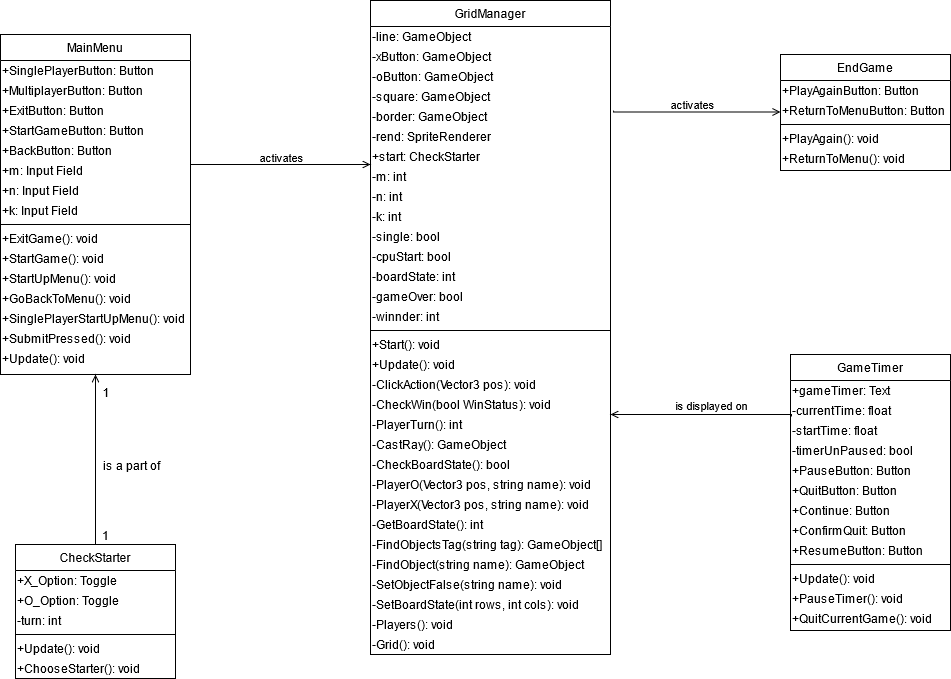 MainMenu
+SinglePlayerButton: Button
+MultiplayerButton: Button
+ExitButton: Button
+StartGameButton: Button
+BackButton: Button
+m: Input Field
+n: Input Field
+k: Input Field
+ExitGame(): void
+StartGame(): void
+StartUpMenu(): void
+GoBackToMenu(): void
+SinglePlayerStartUpMenu(): void
+SubmitPressed(): void
+Update(): void
1
is a part of
1
CheckStarter
+X_Option: Toggle
+O_Option: Toggle
-turn: int
+Update(): void
+ChooseStarter(): void
activates
GridManager
-line: GameObject
-xButton: GameObject
-oButton: GameObject
-square: GameObject
-border: GameObject
-rend: SpriteRenderer
+start: CheckStarter
-m: int
-n: int
-k: int
-single: bool
-cpuStart: bool
-boardState: int
-gameOver: bool
-winnder: int
+Start(): void
+Update(): void
-ClickAction(Vector3 pos): void
-CheckWin(bool WinStatus): void
-PlayerTurn(): int
-CastRay(): GameObject
-CheckBoardState(): bool
-PlayerO(Vector3 pos, string name): void
-PlayerX(Vector3 pos, string name): void
-GetBoardState(): int
-FindObjectsTag(string tag): GameObject[]
-FindObject(string name): GameObject
-SetObjectFalse(string name): void
-SetBoardState(int rows, int cols): void
-Players(): void
-Grid(): void
activates
EndGame
+PlayAgainButton: Button
+ReturnToMenuButton: Button
+PlayAgain(): void
+ReturnToMenu(): void
is displayed on
GameTimer
+gameTimer: Text
-currentTime: float
-startTime: float
-timerUnPaused: bool
+PauseButton: Button
+QuitButton: Button
+Continue: Button
+ConfirmQuit: Button
+ResumeButton: Button
+Update(): void
+PauseTimer(): void
+QuitCurrentGame(): void